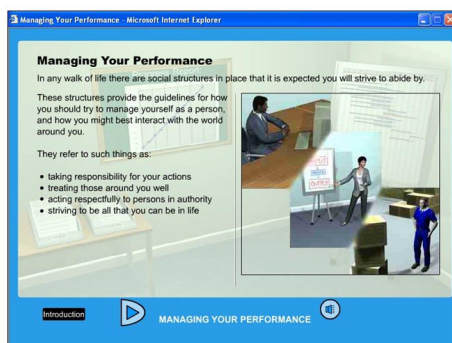 Managing Your Performance - Microsoft Internet Explorer
Managing Your Performance
In any walk of life there are social structures in place that it is expected you will strive to abide by.
These structures provide the guidelines for how
you should try to manage yourself as a person,
and how you might best interact with the world
around you.
They refer to such things as:
• taking responsibility for your actions
• treating those around you well
• acting respectfully to persons in authority
• striving to be all that you can be in life
Introduction
MANAGING YOUR PERFORMANCE